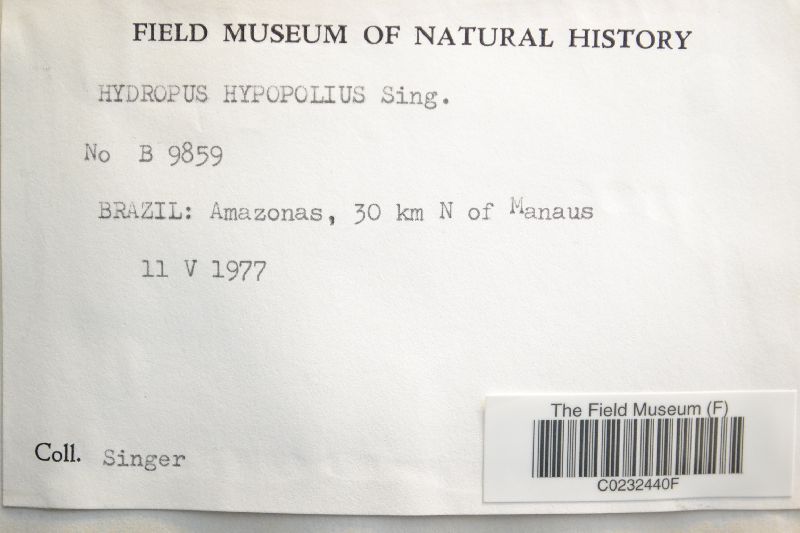 FIELD MUSEUM OF NATURAL HISTORY
HYDROPUS HYPOPOLIUS Sing.
No B 9859
BRAZIL: Amazonas, 30 km N of Manaus
11 V 1977
Coll. Singer
The Field Museum (F)
C0232440F